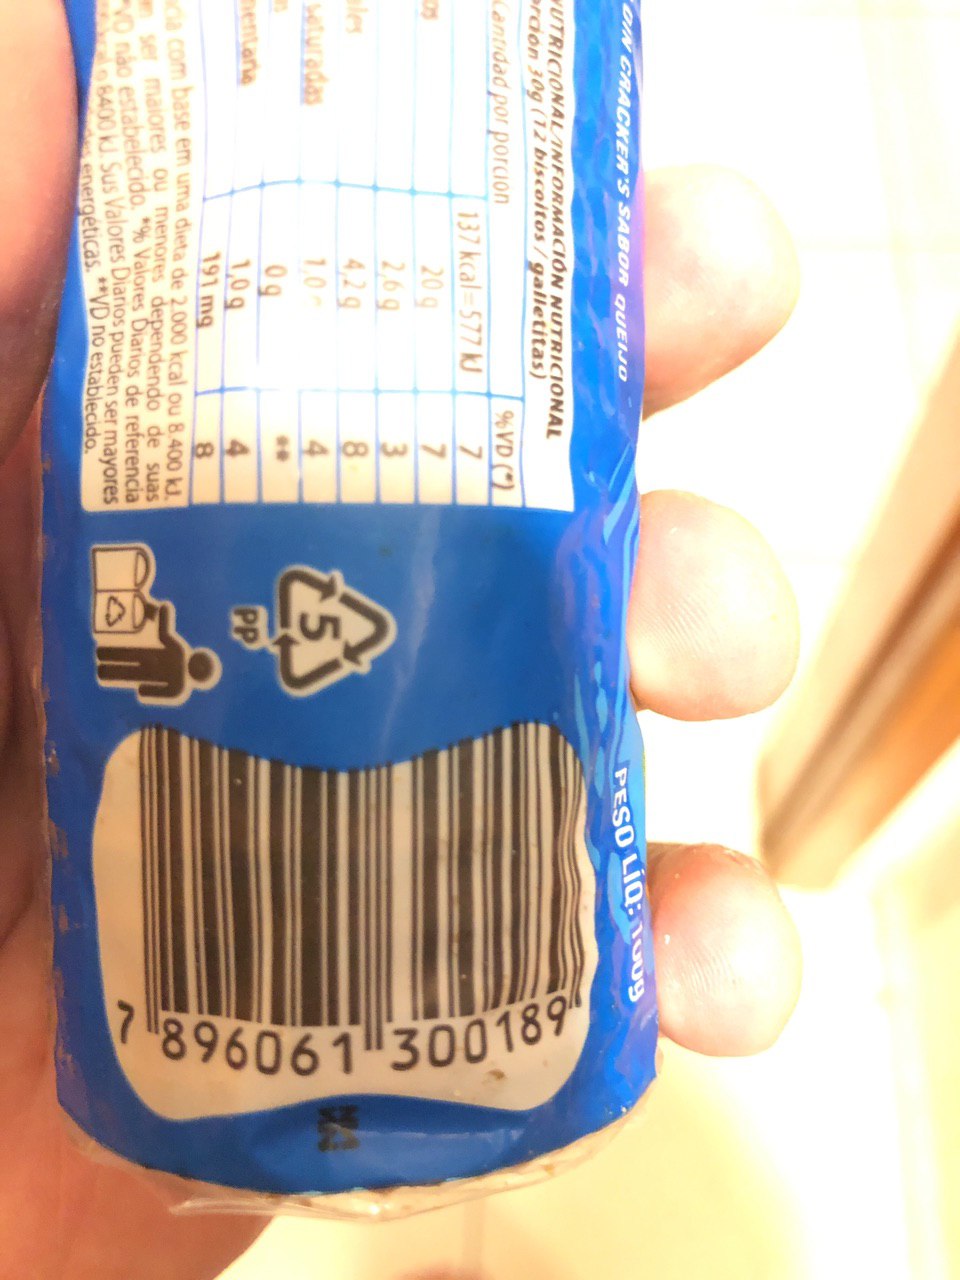 CRACKER'S SABOR QUEIJO
PESO LÍQ: 100g
NUTRICIONAL/INFORMACIÓN NUTRICIONAL
30g (12 biscoitos / galletitas)
Cantidad por porción %VD (*)
137 kcal=577 kJ 7
20 g 7
2,6 g 3
4,2 g 8
saturadas 1,0 4
0 g **
1,0 g 4
191 mg 8
com base em uma dieta de 2.000 kcal ou 8.400 kJ.
ser maiores ou menores dependendo de suas
não estabelecido. *% Valores Diarios de referencia
8400 kJ. Sus Valores Diarios pueden ser mayores
energéticas. **VD no establecido.
5
PP
7 896061 300189